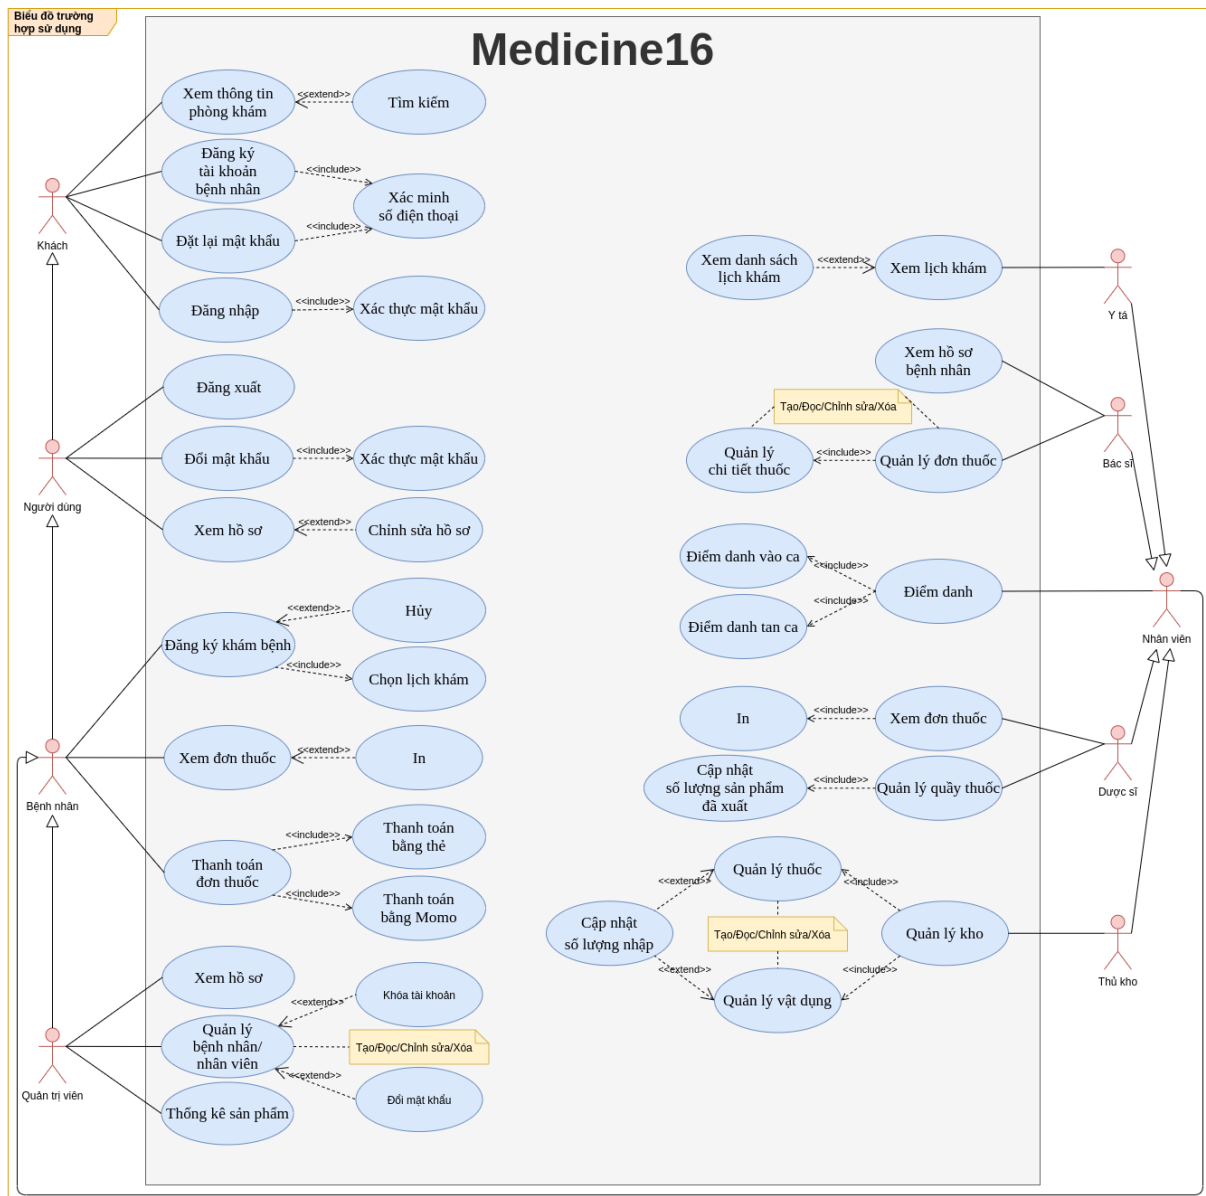 Biểu đồ trường
hợp sử dụng
Medicine16
Xem thông tin
phòng khám
<<extend>>
Tìm kiếm
Đăng ký
tài khoản
bệnh nhân
<<include>>
Xác minh
số điện thoại
Đặt lại mật khẩu
<<include>>
Khách
Đăng nhập
<<include>>
Xác thực mật khẩu
Đăng xuất
Đổi mật khẩu
<<include>>
Xác thực mật khẩu
Người dùng
Xem hồ sơ
<<extend>>
Chỉnh sửa hồ sơ
<<extend>>
Hủy
Đăng ký khám bệnh
<<include>>
Chọn lịch khám
Xem đơn thuốc
<<extend>>
In
Bệnh nhân
Thanh toán
đơn thuốc
<<include>>
Thanh toán
bằng thẻ
<<include>>
Thanh toán
bằng Momo
Xem hồ sơ
Quản lý
bệnh nhân/
nhân viên
<<extend>>
Khóa tài khoản
Tạo/Đọc/Chỉnh sửa/Xóa
<<extend>>
Đổi mật khẩu
Quản trị viên
Thống kê sản phẩm
Xem danh sách
lịch khám
<<extend>>
Xem lịch khám
Y tá
Xem hồ sơ
bệnh nhân
Tạo/Đọc/Chỉnh sửa/Xóa
Quản lý
chi tiết thuốc
<<include>>
Quản lý đơn thuốc
Bác sĩ
Điểm danh vào ca
<<include>>
Điểm danh
<<include>>
Điểm danh tan ca
Nhân viên
In
<<include>>
Xem đơn thuốc
Cập nhật
số lượng sản phẩm
đã xuất
<<include>>
Quản lý quầy thuốc
Dược sĩ
Quản lý thuốc
<<extend>>
<<include>>
Cập nhật
số lượng nhập
Tạo/Đọc/Chỉnh sửa/Xóa
Quản lý kho
<<extend>>
<<include>>
Quản lý vật dụng
Thủ kho